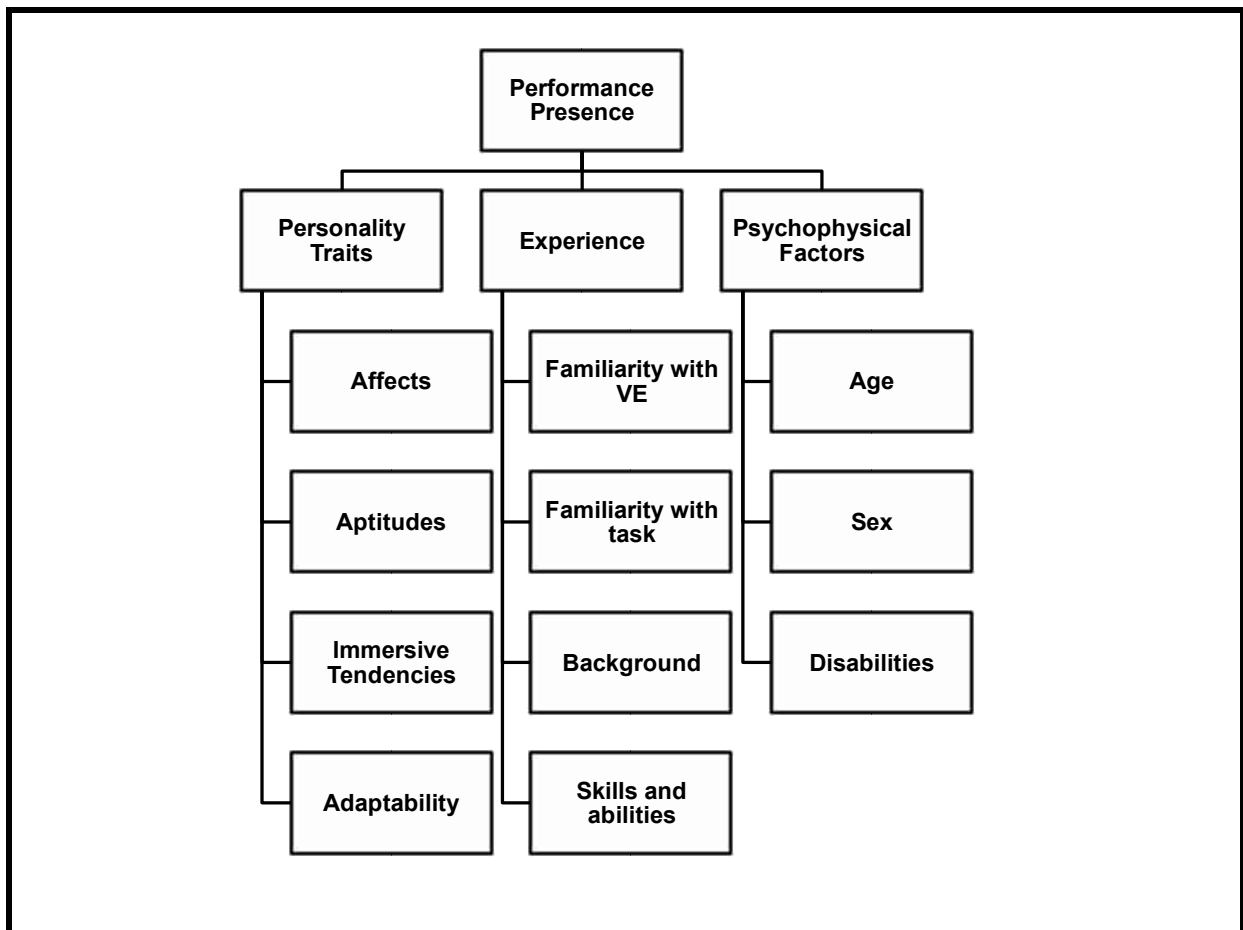 Performance
Presence
Personality
Traits
Experience
Psychophysical
Factors
Affects
Familiarity with
VE
Age
Aptitudes
Familiarity with
task
Sex
Immersive
Tendencies
Background
Disabilities
Adaptability
Skills and
abilities